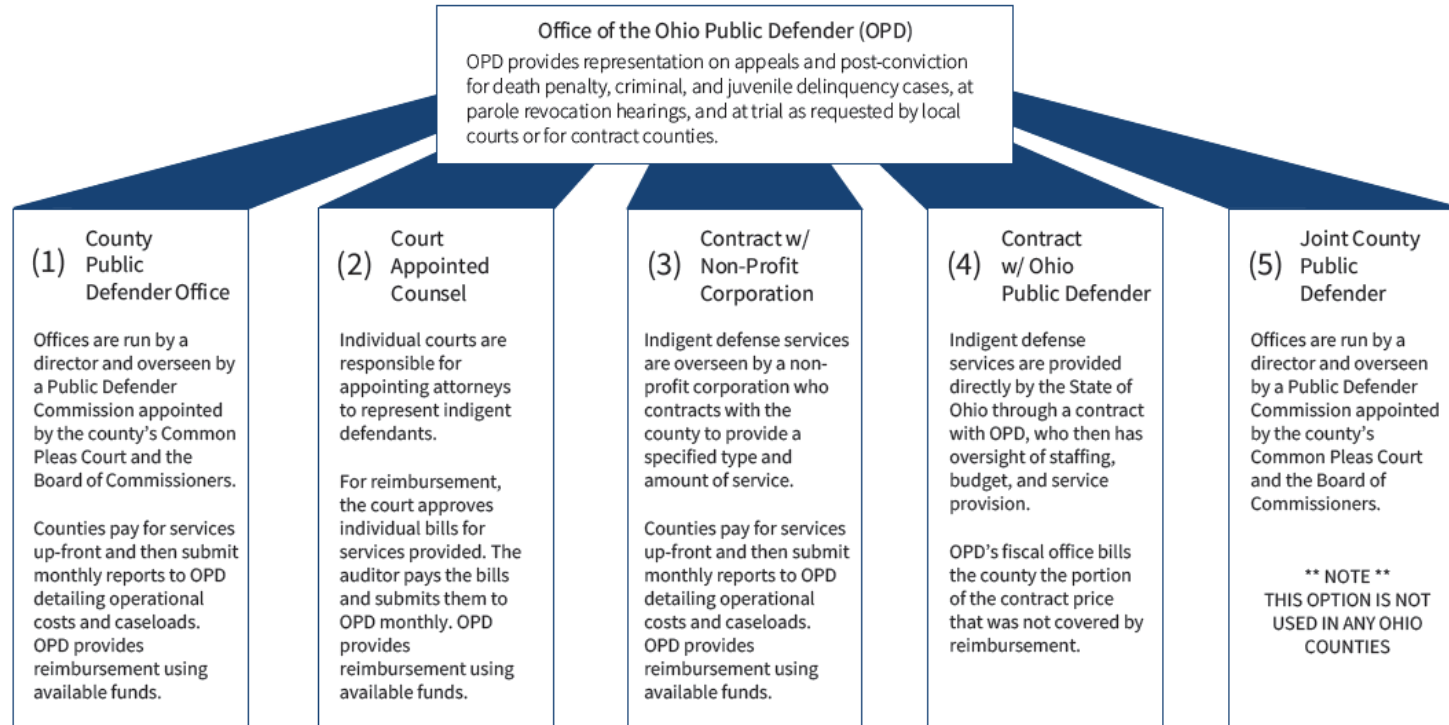 Office of the Ohio Public Defender (OPD)
OPD provides representation on appeals and post-conviction
for death penalty, criminal, and juvenile delinquency cases, at
parole revocation hearings, and at trial as requested by local
courts or for contract counties.
(1)
County
Public
Defender Office
Offices are run by a
director and overseen by
a Public Defender
Commission appointed
by the county's Common
Pleas Court and the
Board of Commissioners.
Counties pay for services
up-front and then submit
monthly reports to OPD
detailing operational
costs and caseloads.
OPD provides
reimbursement using
available funds.
(2)
Court
Appointed
Counsel
Individual courts are
responsible for
appointing attorneys
to represent indigent
defendants.
For reimbursement,
the court approves
individual bills for
services provided. The
auditor pays the bills
and submits them to
OPD monthly. OPD
provides
reimbursement using
available funds.
(3)
Contract w/
Non-Profit
Corporation
Indigent defense services
are overseen by a non-
profit corporation who
contracts with the
county to provide a
specified type and
amount of service.
Counties pay for services
up-front and then submit
monthly reports to OPD
detailing operational
costs and caseloads.
OPD provides
reimbursement using
available funds.
(4)
Contract
w/ Ohio
Public Defender
Indigent defense
services are provided
directly by the State of
Ohio through a contract
with OPD, who then has
oversight of staffing,
budget, and service
provision.
OPD's fiscal office bills
the county the portion
of the contract price
that was not covered by
reimbursement.
(5)
Joint County
Public
Defender
Offices are run by a
director and overseen
by a Public Defender
Commission appointed
by the county's
Common Pleas Court
and the Board of
Commissioners.
** NOTE **
THIS OPTION IS NOT
USED IN ANY OHIO
COUNTIES